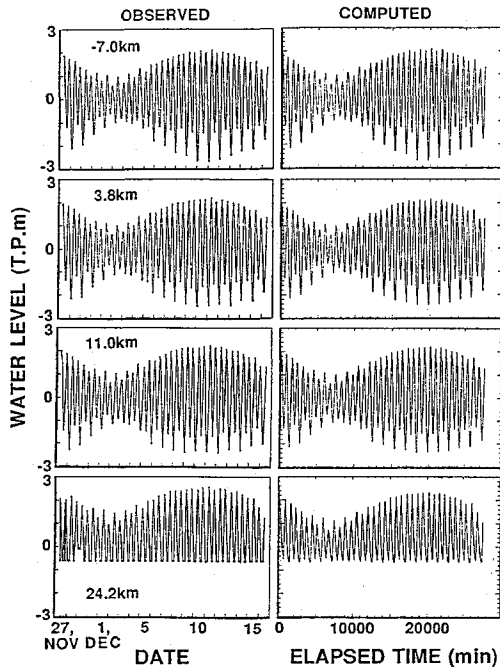 OBSERVED COMPUTED
WATER LEVEL (T.P.m)
3
-7.0km
0
-3
3
3.8km
0
-3
3
11.0km
0
-3
3
0
24.2km
-3
27, 1, 5 10 15
NOV DEC
0 10000 20000
DATE ELAPSED TIME (min)